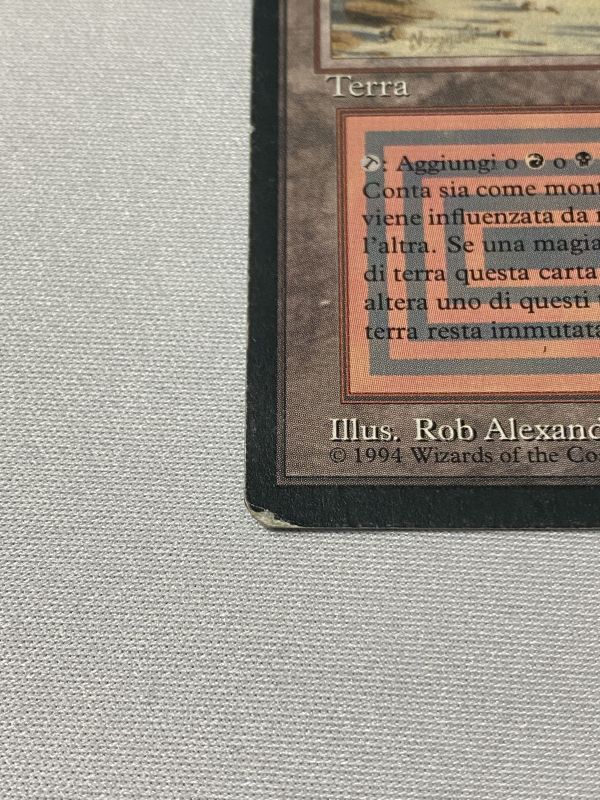 Terra
T: Aggiungi o o
Conta sia come mont
viene influenzata da
l'altra. Se una magia
di terra questa carta
altera uno di questi
terra resta immutata
Illus. Rob Alexand
© 1994 Wizards of the Co